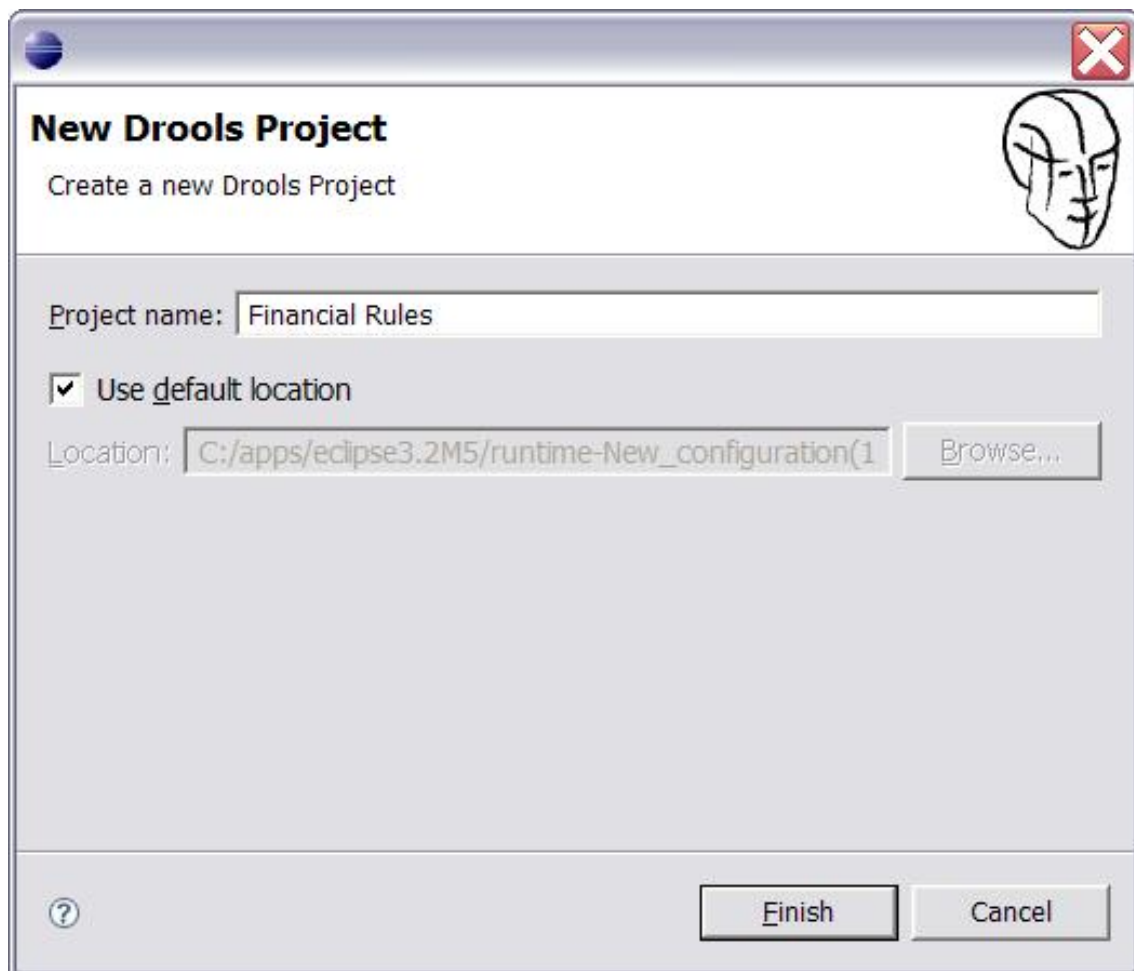 New Drools Project
Create a new Drools Project
Project name: Financial Rules
Use default location
Location: C:/apps/eclipse3.2M5/runtime-New_configuration(1 Browse...
?
Finish Cancel